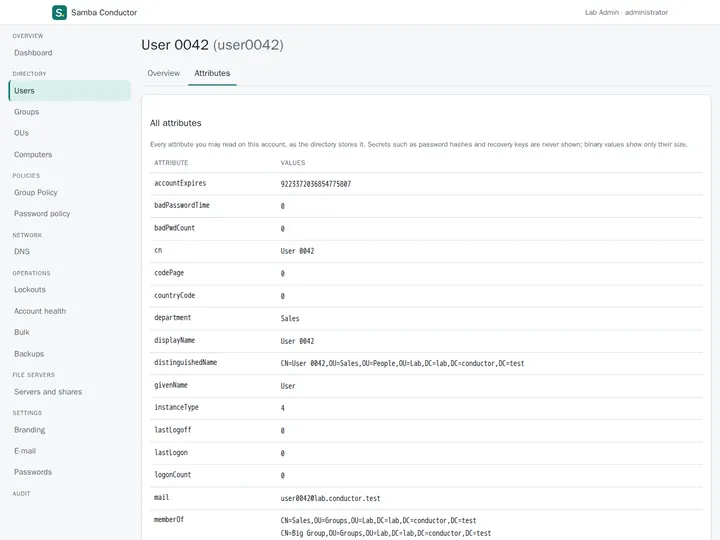 Samba Conductor
Lab Admin · administrator
OVERVIEW
Dashboard
DIRECTORY
Users
Groups
OUs
Computers
POLICIES
Group Policy
Password policy
NETWORK
DNS
OPERATIONS
Lockouts
Account health
Bulk
Backups
FILE SERVERS
Servers and shares
SETTINGS
Branding
E-mail
Passwords
AUDIT
User 0042 (user0042)
Overview Attributes
All attributes
Every attribute you may read on this account, as the directory stores it. Secrets such as password hashes and recovery keys are never shown; binary values show only their size.
ATTRIBUTE VALUES
accountExpires 9223372036854775807
badPasswordTime 0
badPwdCount 0
cn User 0042
codePage 0
countryCode 0
department Sales
displayName User 0042
distinguishedName CN=User 0042,OU=Sales,OU=People,OU=Lab,DC=lab,DC=conductor,DC=test
givenName User
instanceType 4
lastLogoff 0
lastLogon 0
logonCount 0
mail user0042@lab.conductor.test
memberOf CN=Sales,OU=Groups,OU=Lab,DC=lab,DC=conductor,DC=test
CN=Big Group,OU=Groups,OU=Lab,DC=lab,DC=conductor,DC=test